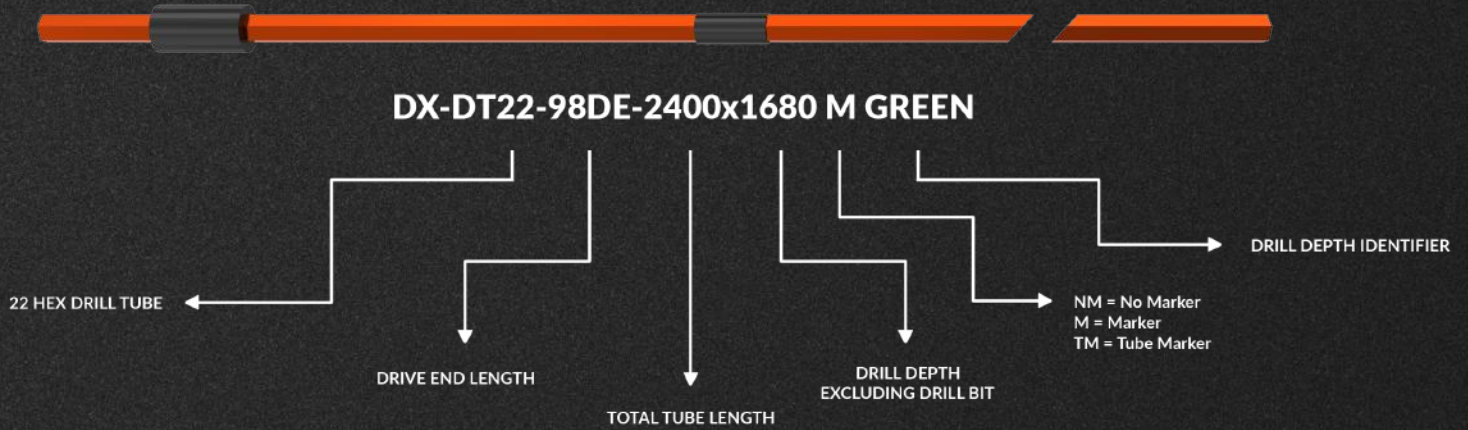 DX-DT22-98DE-2400x1680 M GREEN
DRILL DEPTH IDENTIFIER
22 HEX DRILL TUBE
NM = No Marker
M = Marker
TM = Tube Marker
DRIVE END LENGTH
DRILL DEPTH
EXCLUDING DRILL BIT
TOTAL TUBE LENGTH